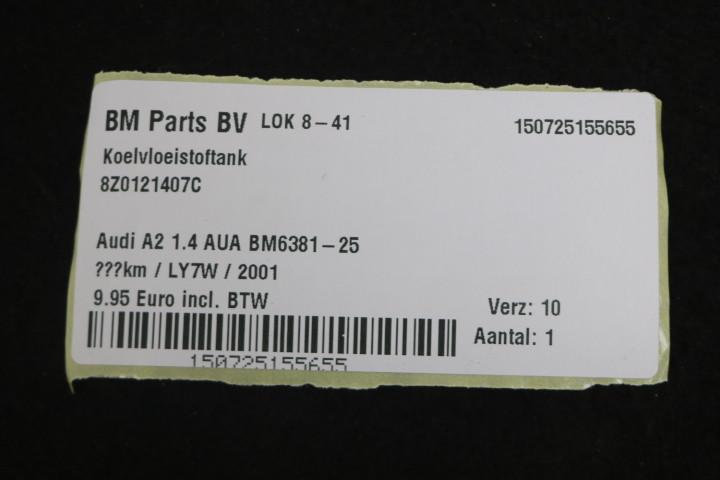 BM Parts BV LOK 8-41 150725155655
Koelvloeistoftank
8Z0121407C
Audi A2 1.4 AUA BM6381-25
???km / LY7W / 2001
9.95 Euro incl. BTW Verz: 10
Aantal: 1
150725155655